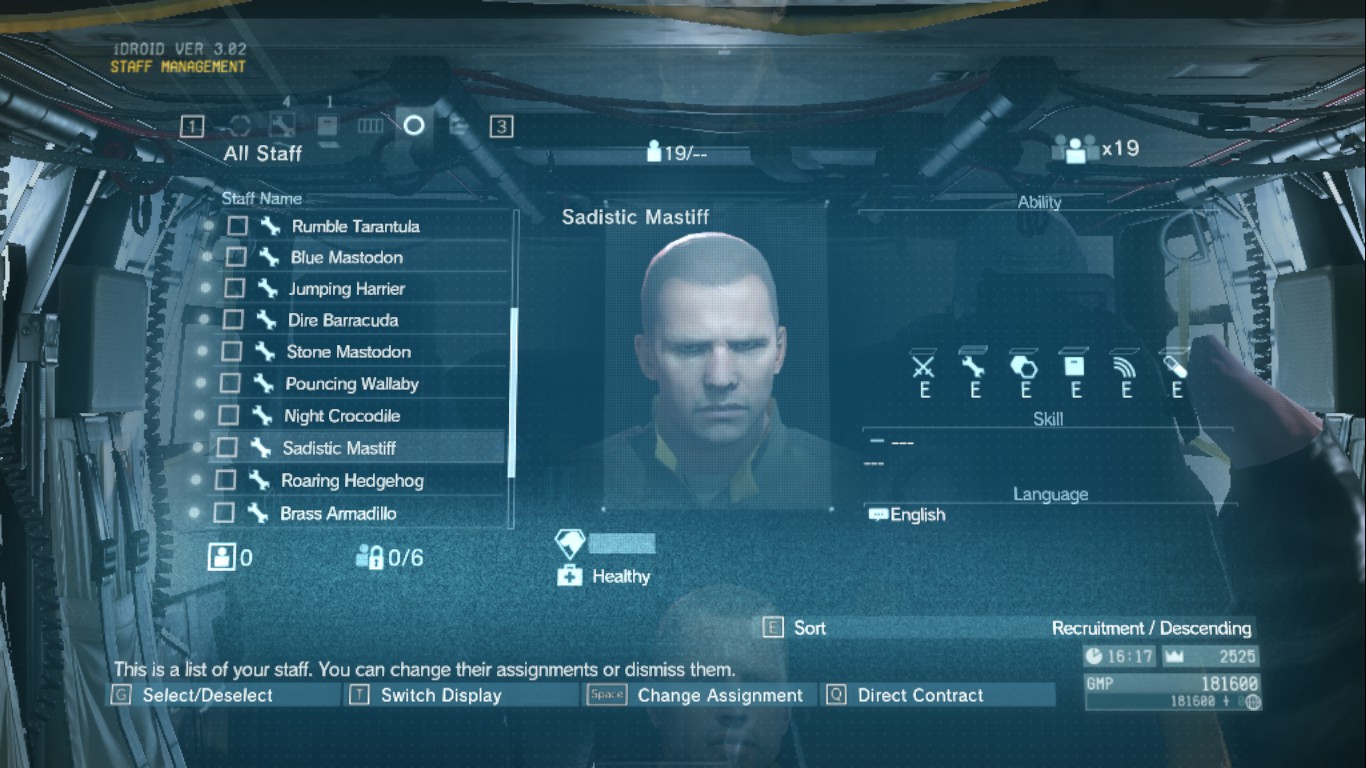 iDROID VER 3.02
STAFF MANAGEMENT
4 1
1 3
All Staff
19/--
x19
Staff Name
Rumble Tarantula
Blue Mastodon
Jumping Harrier
Dire Barracuda
Stone Mastodon
Pouncing Wallaby
Night Crocodile
Sadistic Mastiff
Roaring Hedgehog
Brass Armadillo
0 0/6
Sadistic Mastiff
Healthy
Ability
E E E E E E
Skill
---
---
Language
English
E Sort
Recruitment / Descending
16:17 2525
GMP 181600
181600 +
This is a list of your staff. You can change their assignments or dismiss them.
G Select/Deselect T Switch Display Space Change Assignment Q Direct Contract